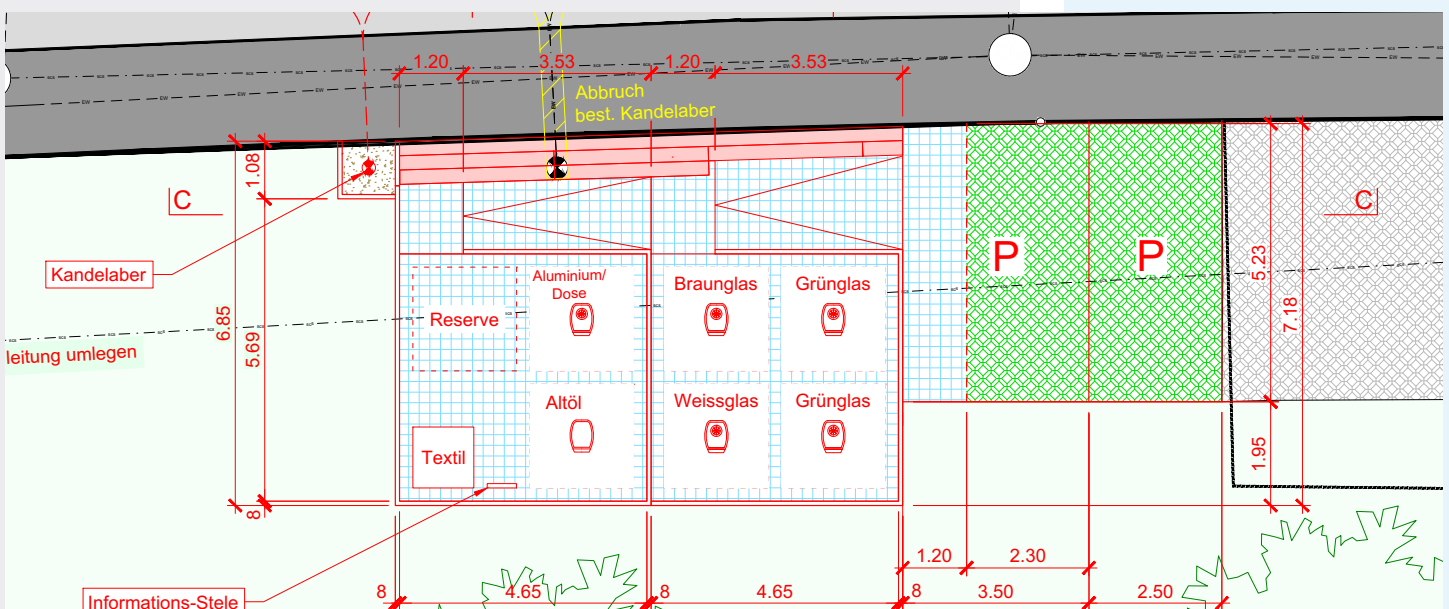 1.20 3.53 1.20 3.53
Abbruch
best. Kandelaber
1.08
C
C
P
P
5.23
Kandelaber
Aluminium/
Dose
Braunglas
Grünglas
Reserve
6.85
5.69
7.18
leitung umlegen
Altöl
Weissglas
Grünglas
Textil
1.95
8
1.20 2.30
8 4.65 8 4.65 8 3.50 2.50
Informations-Stele